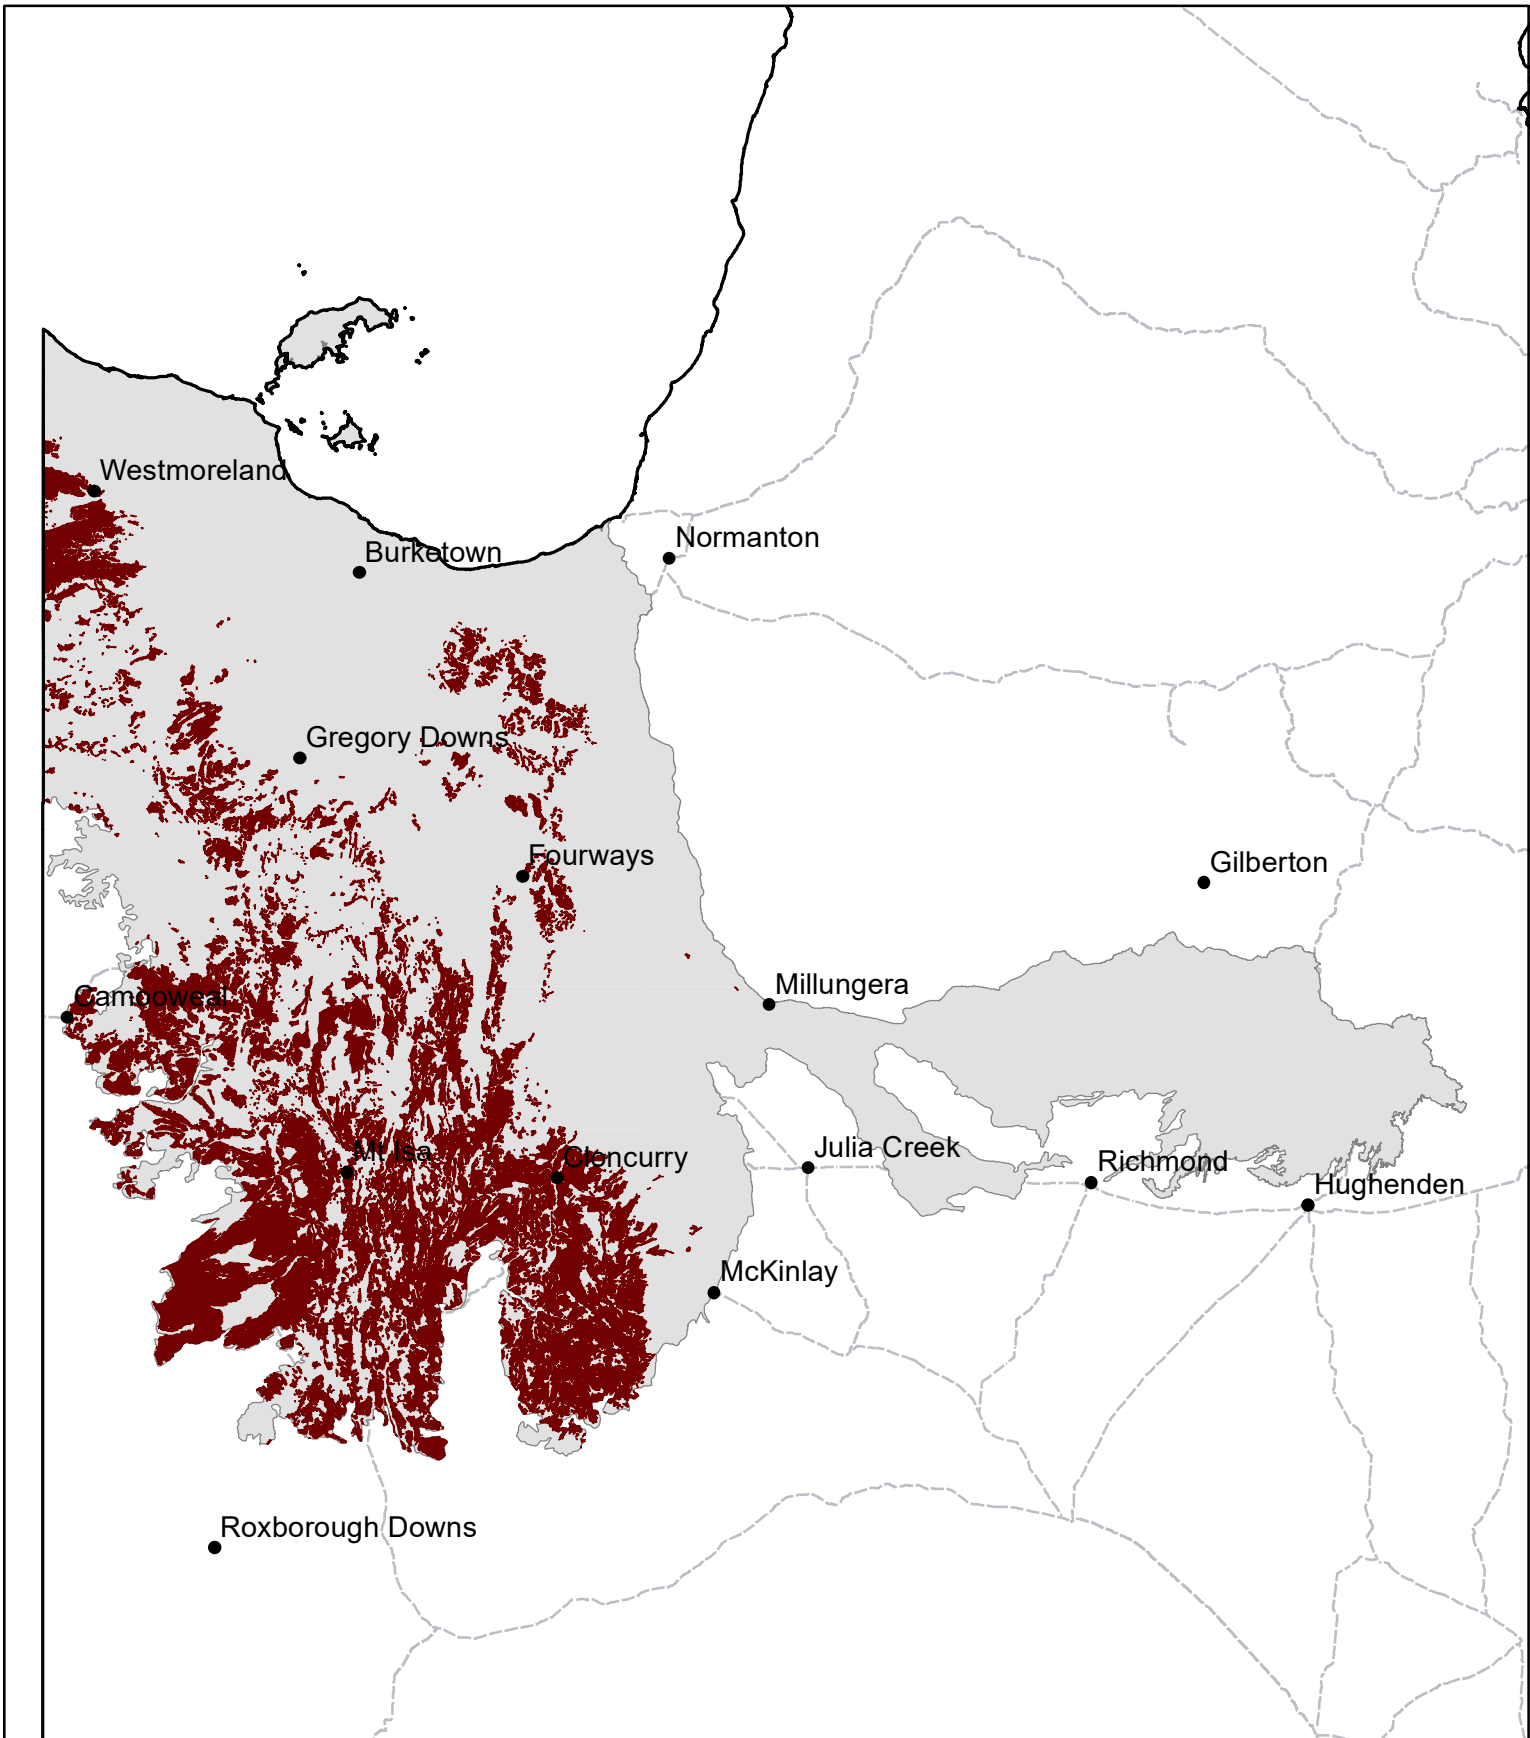 Westmoreland
Normanton
Burketown
Gregory Downs
Fourways
Gilberton
Millungera
Camooweal
Julia Creek
Mt Isa
Cloncurry
Richmond
Hughenden
McKinlay
Roxborough Downs